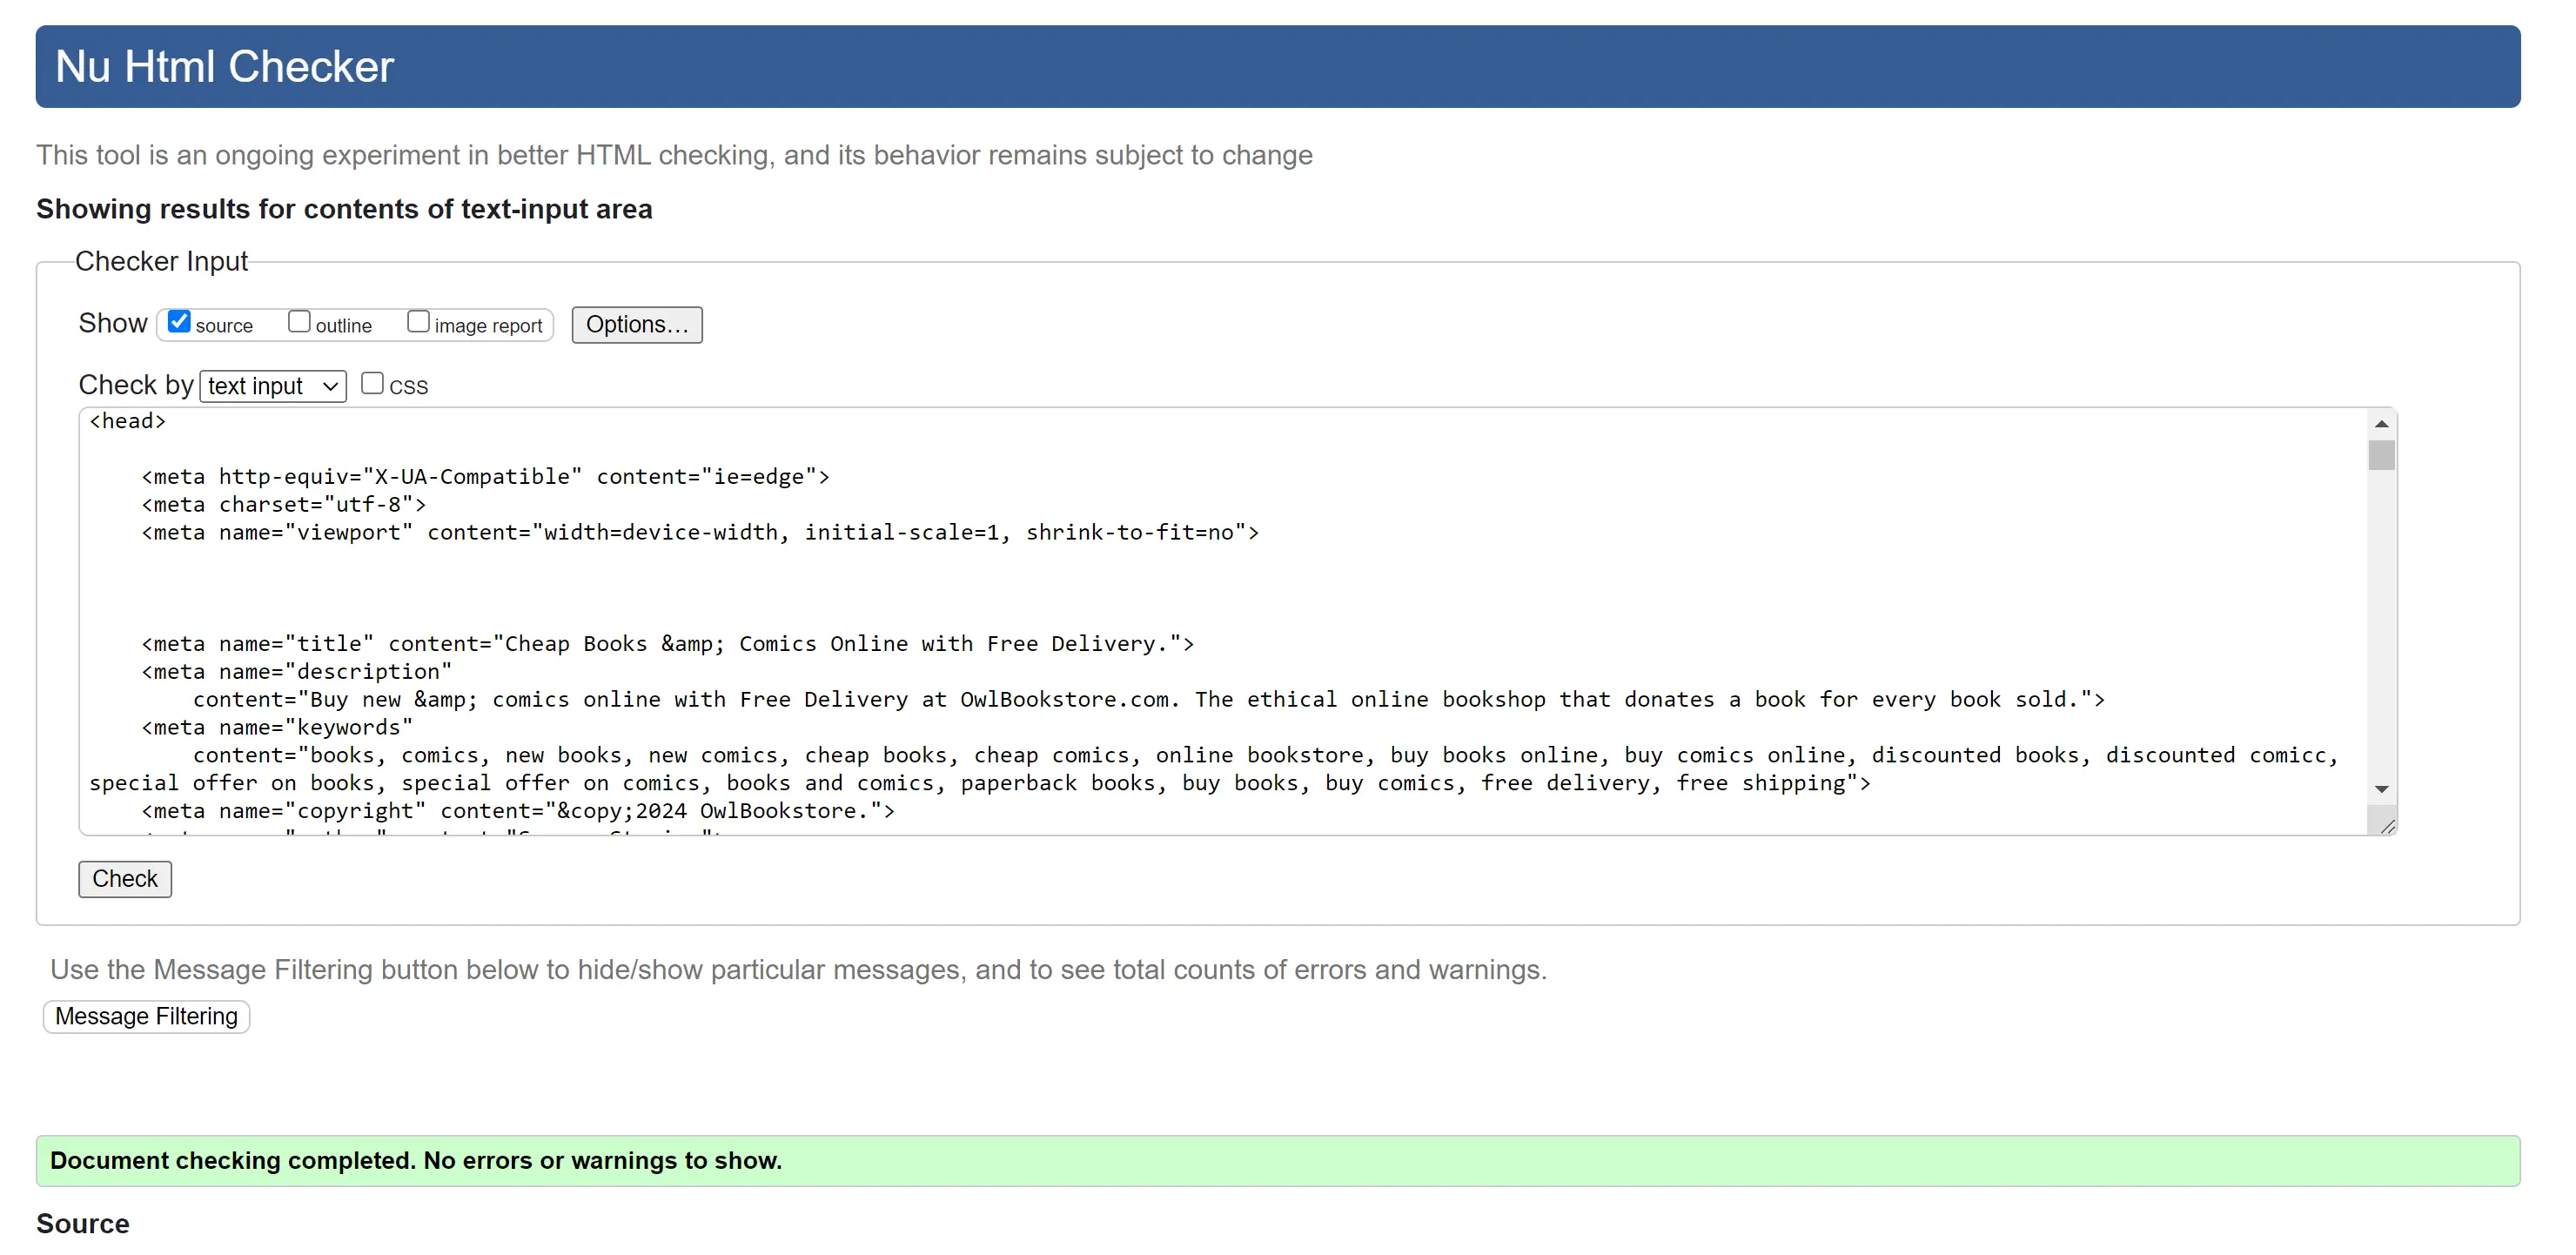 Nu Html Checker
This tool is an ongoing experiment in better HTML checking, and its behavior remains subject to change
Showing results for contents of text-input area
Checker Input
Show source outline image report Options…
Check by text input CSS
<head>
<meta http-equiv="X-UA-Compatible" content="ie=edge">
<meta charset="utf-8">
<meta name="viewport" content="width=device-width, initial-scale=1, shrink-to-fit=no">
<meta name="title" content="Cheap Books &amp; Comics Online with Free Delivery.">
<meta name="description"
content="Buy new &amp; comics online with Free Delivery at OwlBookstore.com. The ethical online bookshop that donates a book for every book sold.">
<meta name="keywords"
content="books, comics, new books, new comics, cheap books, cheap comics, online bookstore, buy books online, buy comics online, discounted books, discounted comicc,
special offer on books, special offer on comics, books and comics, paperback books, buy books, buy comics, free delivery, free shipping">
<meta name="copyright" content="&copy;2024 OwlBookstore.">
Check
Use the Message Filtering button below to hide/show particular messages, and to see total counts of errors and warnings.
Message Filtering
Document checking completed. No errors or warnings to show.
Source